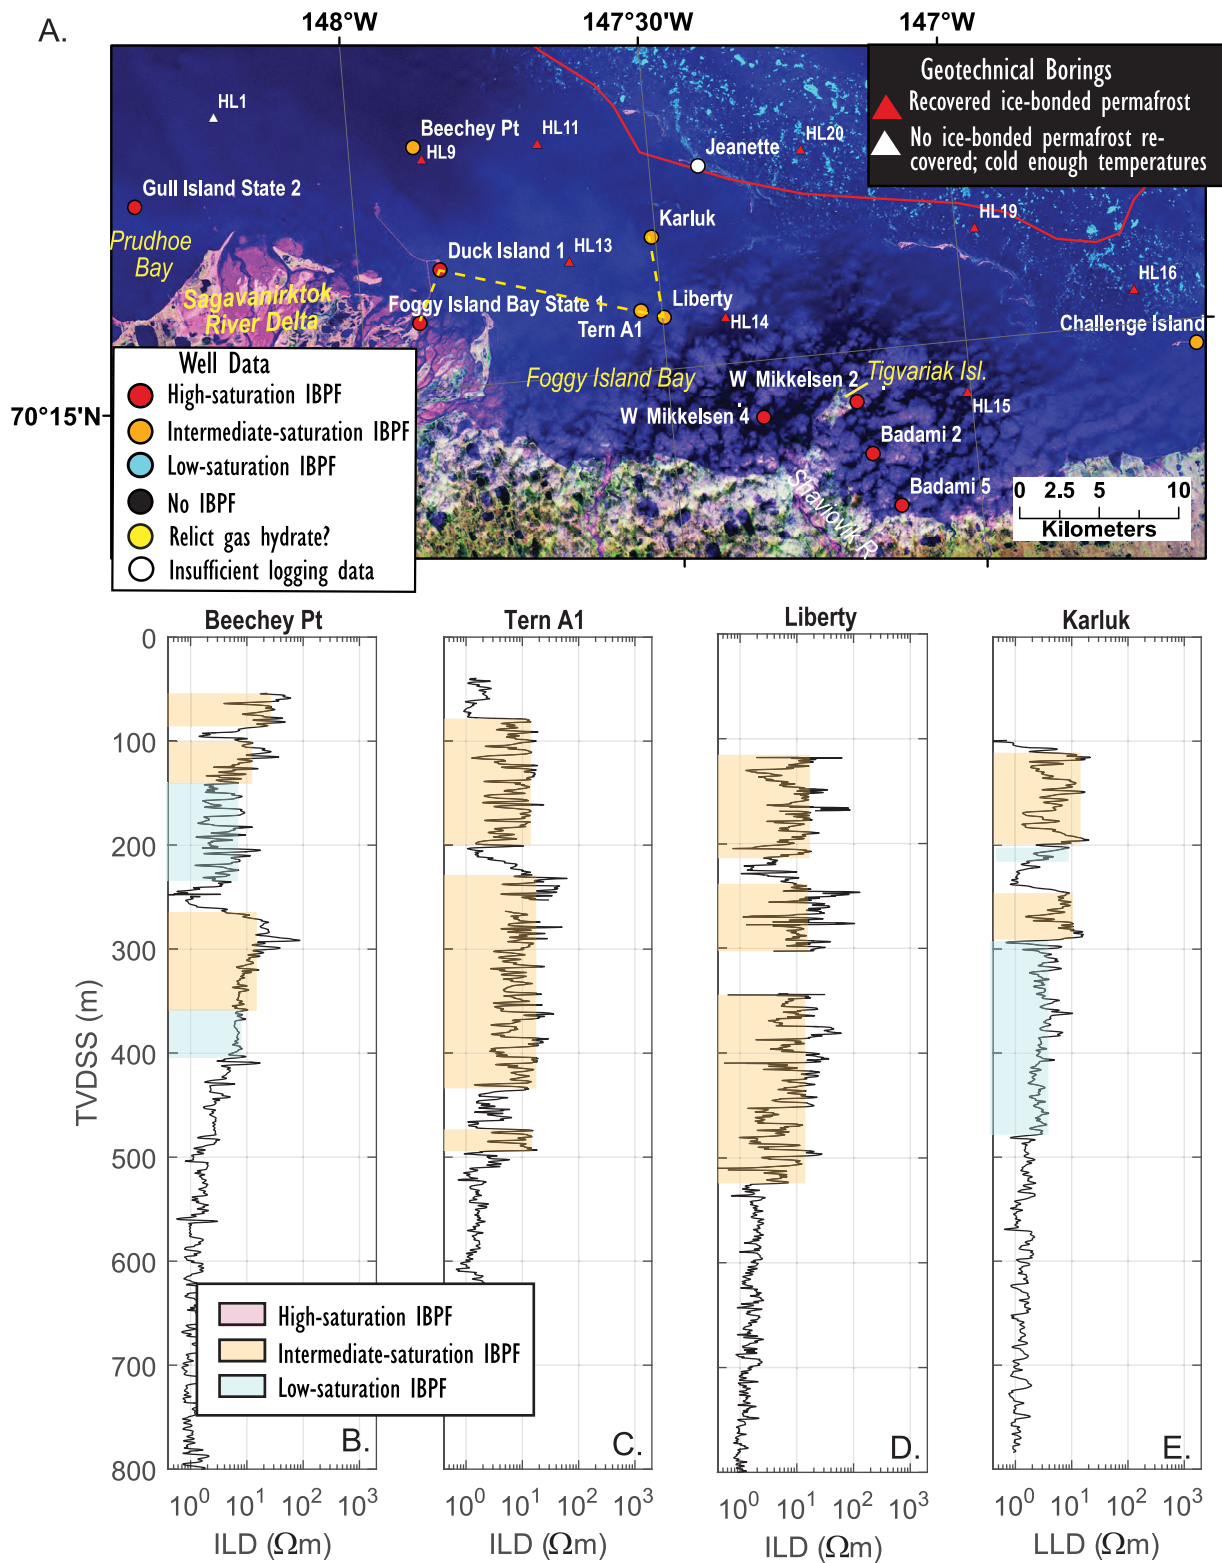 A.
148°W
147°30'W
147°W
70°15'N
Geotechnical Borings
Recovered ice-bonded permafrost
No ice-bonded permafrost re-
covered; cold enough temperatures
HL1
Beechey Pt
HL9
HL11
Jeanette
HL20
Gull Island State 2
Prudhoe
Bay
Karluk
HL19
Duck Island 1
HL13
HL16
Sagavanirktok
River Delta
Foggy Island Bay State 1
Liberty
Tern A1
HL14
Challenge Island
Foggy Island Bay
W Mikkelsen 2
Tigvariak Isl.
W Mikkelsen 4
HL15
Badami 2
Badami 5
Shaviovik R.
0 2.5 5 10
Kilometers
Well Data
High-saturation IBPF
Intermediate-saturation IBPF
Low-saturation IBPF
No IBPF
Relict gas hydrate?
Insufficient logging data
Beechey Pt
Tern A1
Liberty
Karluk
TVDSS (m)
0
100
200
300
400
500
600
700
800
High-saturation IBPF
Intermediate-saturation IBPF
Low-saturation IBPF
B.
C.
D.
E.
10⁰ 10¹ 10² 10³
10⁰ 10¹ 10² 10³
10⁰ 10¹ 10² 10³
10⁰ 10¹ 10² 10³
ILD (Ωm)
ILD (Ωm)
ILD (Ωm)
LLD (Ωm)